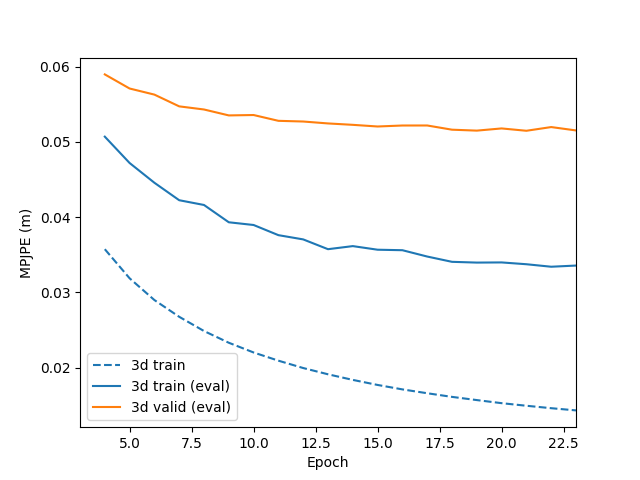 0.06
0.05
0.04
0.03
0.02
MPJPE (m)
3d train
3d train (eval)
3d valid (eval)
5.0 7.5 10.0 12.5 15.0 17.5 20.0 22.5
Epoch